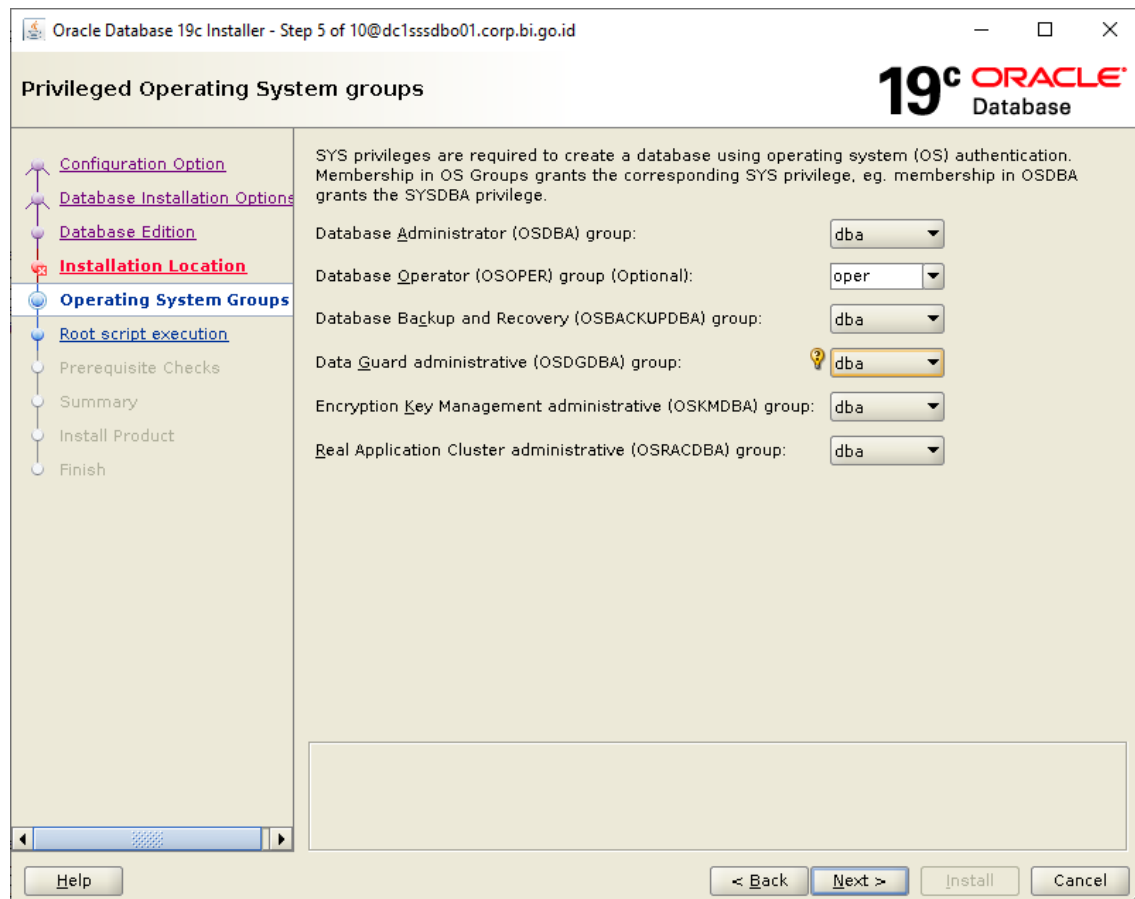 Oracle Database 19c Installer - Step 5 of 10@dc1sssdbo01.corp.bi.go.id
Privileged Operating System groups
19c ORACLE
Database
Configuration Option
Database Installation Options
Database Edition
Installation Location
Operating System Groups
Root script execution
Prerequisite Checks
Summary
Install Product
Finish
SYS privileges are required to create a database using operating system (OS) authentication.
Membership in OS Groups grants the corresponding SYS privilege, eg. membership in OSDBA
grants the SYSDBA privilege.
Database Administrator (OSDBA) group: dba
Database Operator (OSOPER) group (Optional): oper
Database Backup and Recovery (OSBACKUPDBA) group: dba
Data Guard administrative (OSDGDBA) group: dba
Encryption Key Management administrative (OSKMDBA) group: dba
Real Application Cluster administrative (OSRACDBA) group: dba
Help
< Back
Next >
Install
Cancel